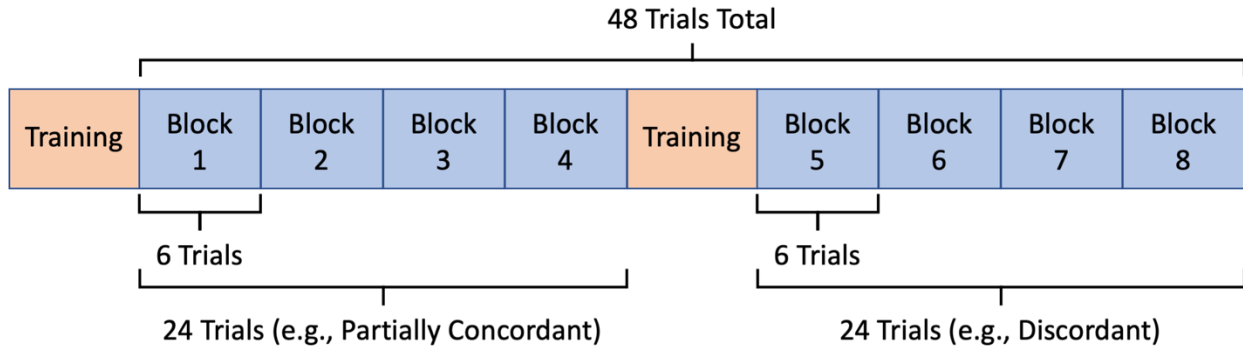 48 Trials Total
Training
Block
1
Block
2
Block
3
Block
4
Training
Block
5
Block
6
Block
7
Block
8
6 Trials
6 Trials
24 Trials (e.g., Partially Concordant)
24 Trials (e.g., Discordant)